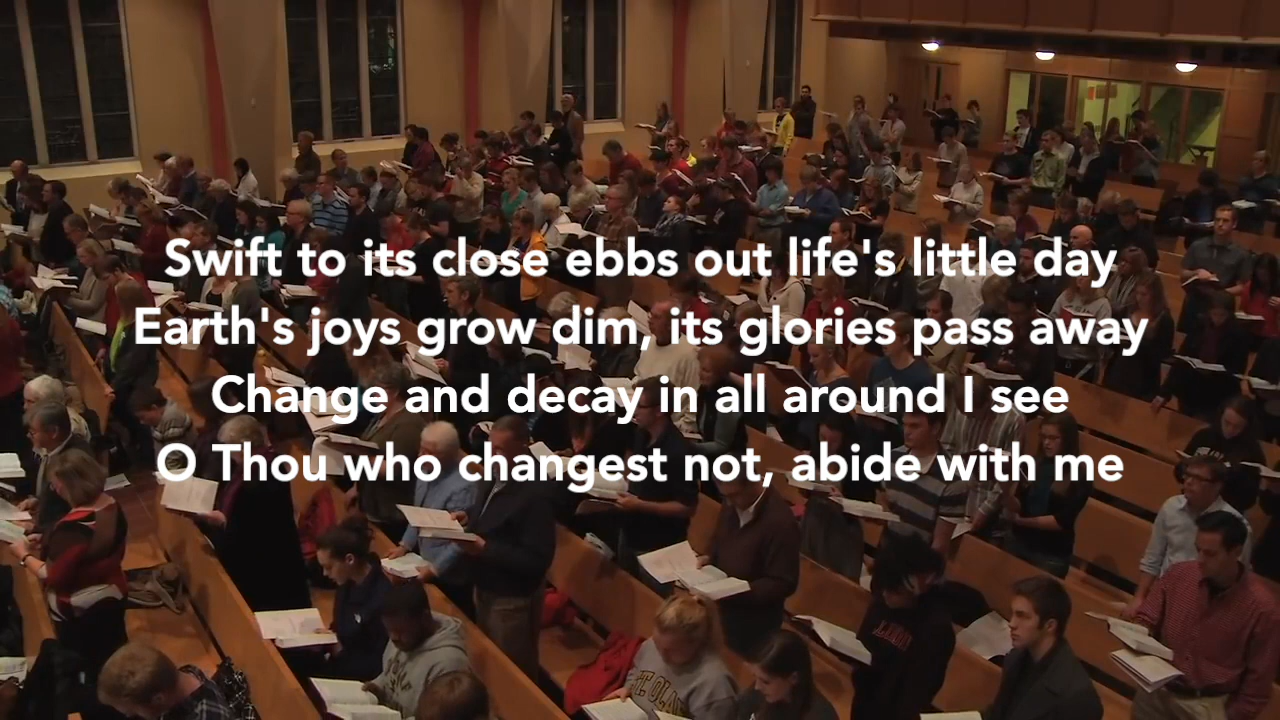 Swift to its close ebbs out life's little day
Earth's joys grow dim, its glories pass away
Change and decay in all around I see
O Thou who changest not, abide with me